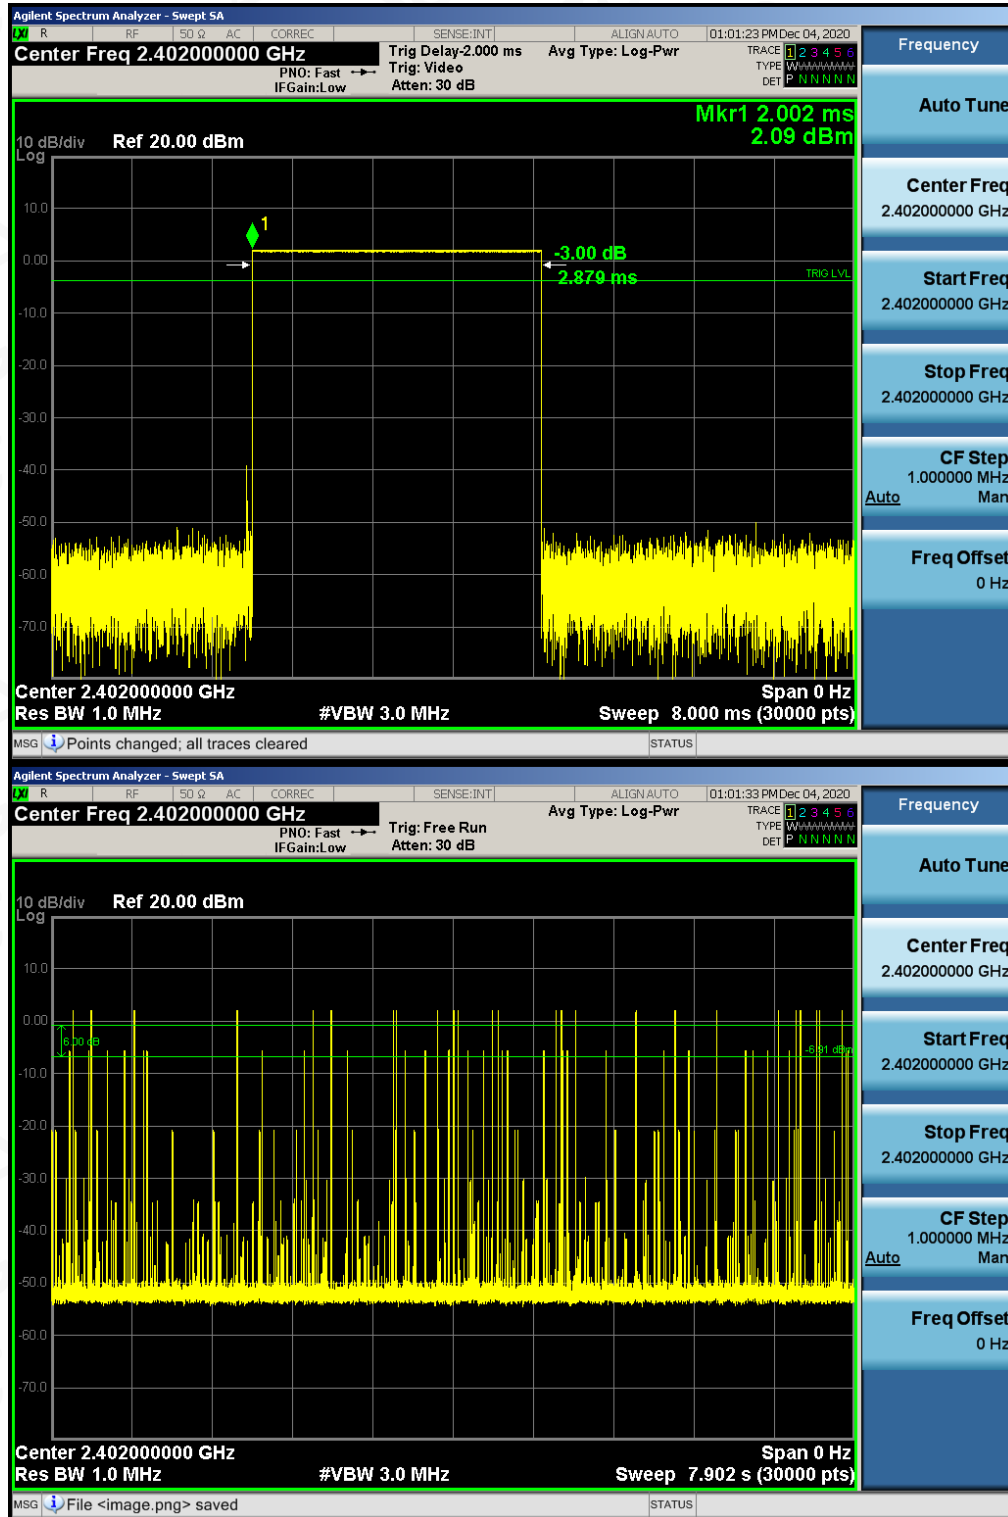 Agilent Spectrum Analyzer - Swept SA
LXI R RF 50 Ω AC CORREC SENSE:INT ALIGN AUTO 01:01:23 PM Dec 04, 2020
Center Freq 2.402000000 GHz
Trig Delay-2.000 ms Avg Type: Log-Pwr TRACE 1 2 3 4 5 6
PNO: Fast Trig: Video TYPE W
IFGain:Low Atten: 30 dB DET P N N N N N
Mkr1 2.002 ms
2.09 dBm
10 dB/div Ref 20.00 dBm
Log
10.0
1
0.00
-3.00 dB
2.879 ms
TRIG LVL
-10.0
-20.0
-30.0
-40.0
-50.0
-60.0
-70.0
Center 2.402000000 GHz Span 0 Hz
Res BW 1.0 MHz #VBW 3.0 MHz Sweep 8.000 ms (30000 pts)
MSG Points changed; all traces cleared STATUS
Frequency
Auto Tune
Center Freq
2.402000000 GHz
Start Freq
2.402000000 GHz
Stop Freq
2.402000000 GHz
CF Step
1.000000 MHz
Auto Man
Freq Offset
0 Hz
Agilent Spectrum Analyzer - Swept SA
LXI R RF 50 Ω AC CORREC SENSE:INT ALIGN AUTO 01:01:33 PM Dec 04, 2020
Center Freq 2.402000000 GHz
Avg Type: Log-Pwr TRACE 1 2 3 4 5 6
PNO: Fast Trig: Free Run TYPE W
IFGain:Low Atten: 30 dB DET P N N N N N
10 dB/div Ref 20.00 dBm
Log
10.0
0.00
6.00 dB
-6.91 dBm
-10.0
-20.0
-30.0
-40.0
-50.0
-60.0
-70.0
Center 2.402000000 GHz Span 0 Hz
Res BW 1.0 MHz #VBW 3.0 MHz Sweep 7.902 s (30000 pts)
MSG File <image.png> saved STATUS
Frequency
Auto Tune
Center Freq
2.402000000 GHz
Start Freq
2.402000000 GHz
Stop Freq
2.402000000 GHz
CF Step
1.000000 MHz
Auto Man
Freq Offset
0 Hz